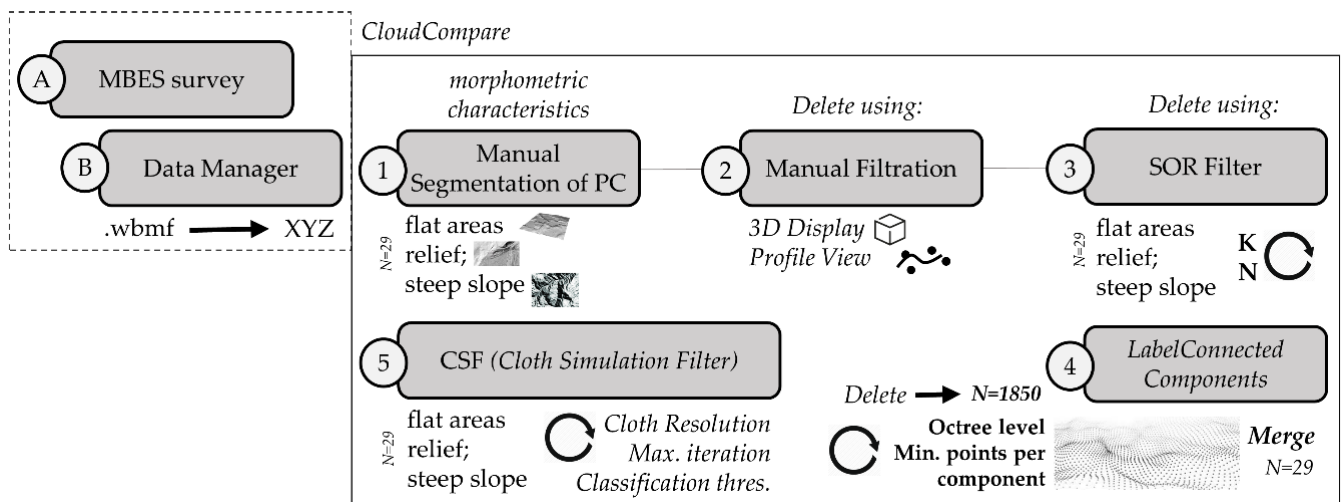 CloudCompare
A
MBES survey
B
Data Manager
.wbmf
XYZ
morphometric
characteristics
1
Manual
Segmentation of PC
N=29
flat areas
relief;
steep slope
Delete using:
2
Manual Filtration
3D Display
Profile View
Delete using:
3
SOR Filter
N=29
flat areas
relief;
steep slope
K
N
4
LabelConnected
Components
Delete
N=1850
Octree level
Min. points per
component
Merge
N=29
5
CSF (Cloth Simulation Filter)
N=29
flat areas
relief;
steep slope
Cloth Resolution
Max. iteration
Classification thres.